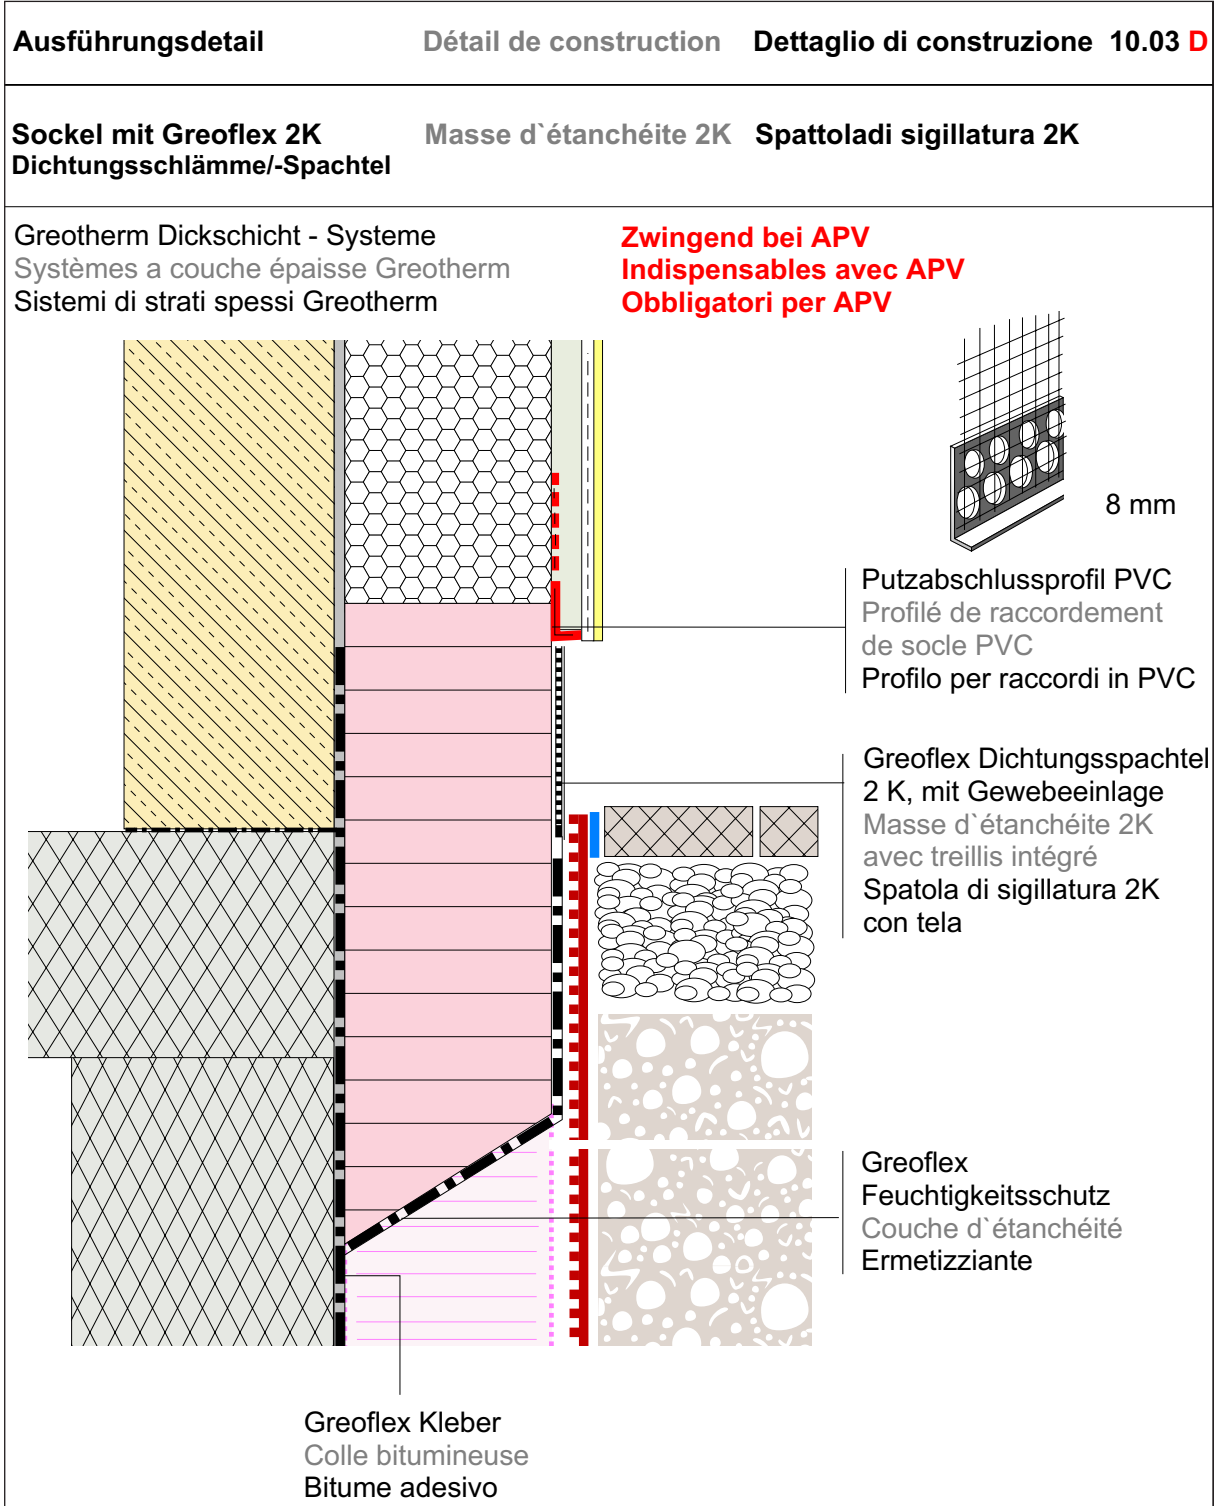 Ausführungsdetail Détail de construction Dettaglio di construzione 10.03 D
Sockel mit Greoflex 2K Masse d`étanchéite 2K Spattoladi sigillatura 2K
Dichtungsschlämme/-Spachtel
Greotherm Dickschicht - Systeme
Systèmes a couche épaisse Greotherm
Sistemi di strati spessi Greotherm
Zwingend bei APV
Indispensables avec APV
Obbligatori per APV
8 mm
Putzabschlussprofil PVC
Profilé de raccordement
de socle PVC
Profilo per raccordi in PVC
Greoflex Dichtungsspachtel
2 K, mit Gewebeeinlage
Masse d`étanchéite 2K
avec treillis intégré
Spatola di sigillatura 2K
con tela
Greoflex
Feuchtigkeitsschutz
Couche d`étanchéité
Ermetizziante
Greoflex Kleber
Colle bitumineuse
Bitume adesivo